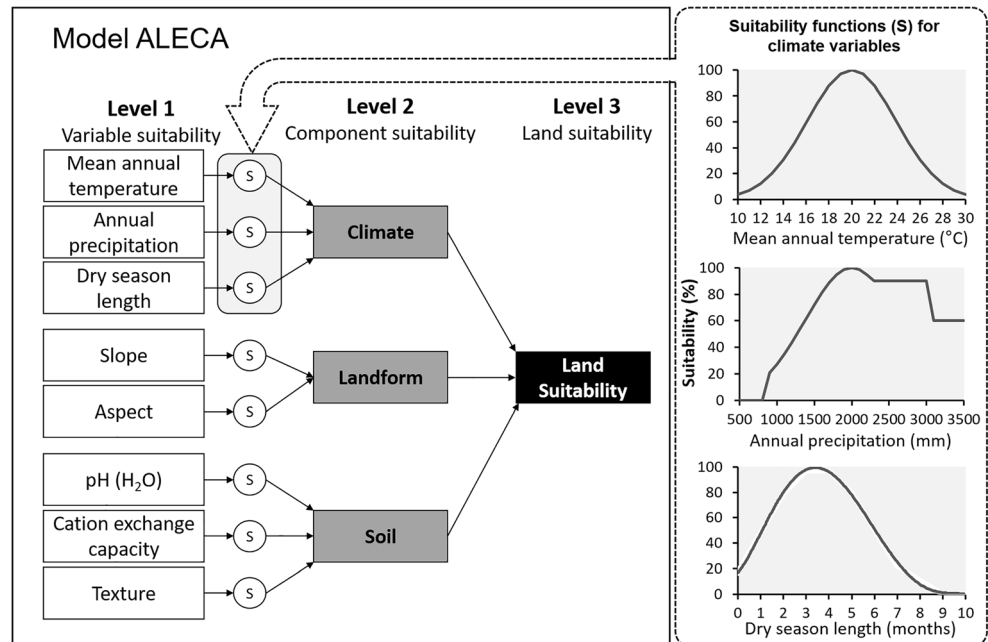 Model ALECA
Level 1
Variable suitability
Level 2
Component suitability
Level 3
Land suitability
Mean annual
temperature
S
Annual
precipitation
S
Dry season
length
S
Climate
Slope
S
Aspect
S
Landform
Land
Suitability
pH (H₂O)
S
Cation exchange
capacity
S
Texture
S
Soil
Suitability functions (S) for
climate variables
100
80
60
40
20
0
10 12 14 16 18 20 22 24 26 28 30
Mean annual temperature (°C)
Suitability (%)
100
80
60
40
20
0
500 1000 1500 2000 2500 3000 3500
Annual precipitation (mm)
100
80
60
40
20
0
0 1 2 3 4 5 6 7 8 9 10
Dry season length (months)